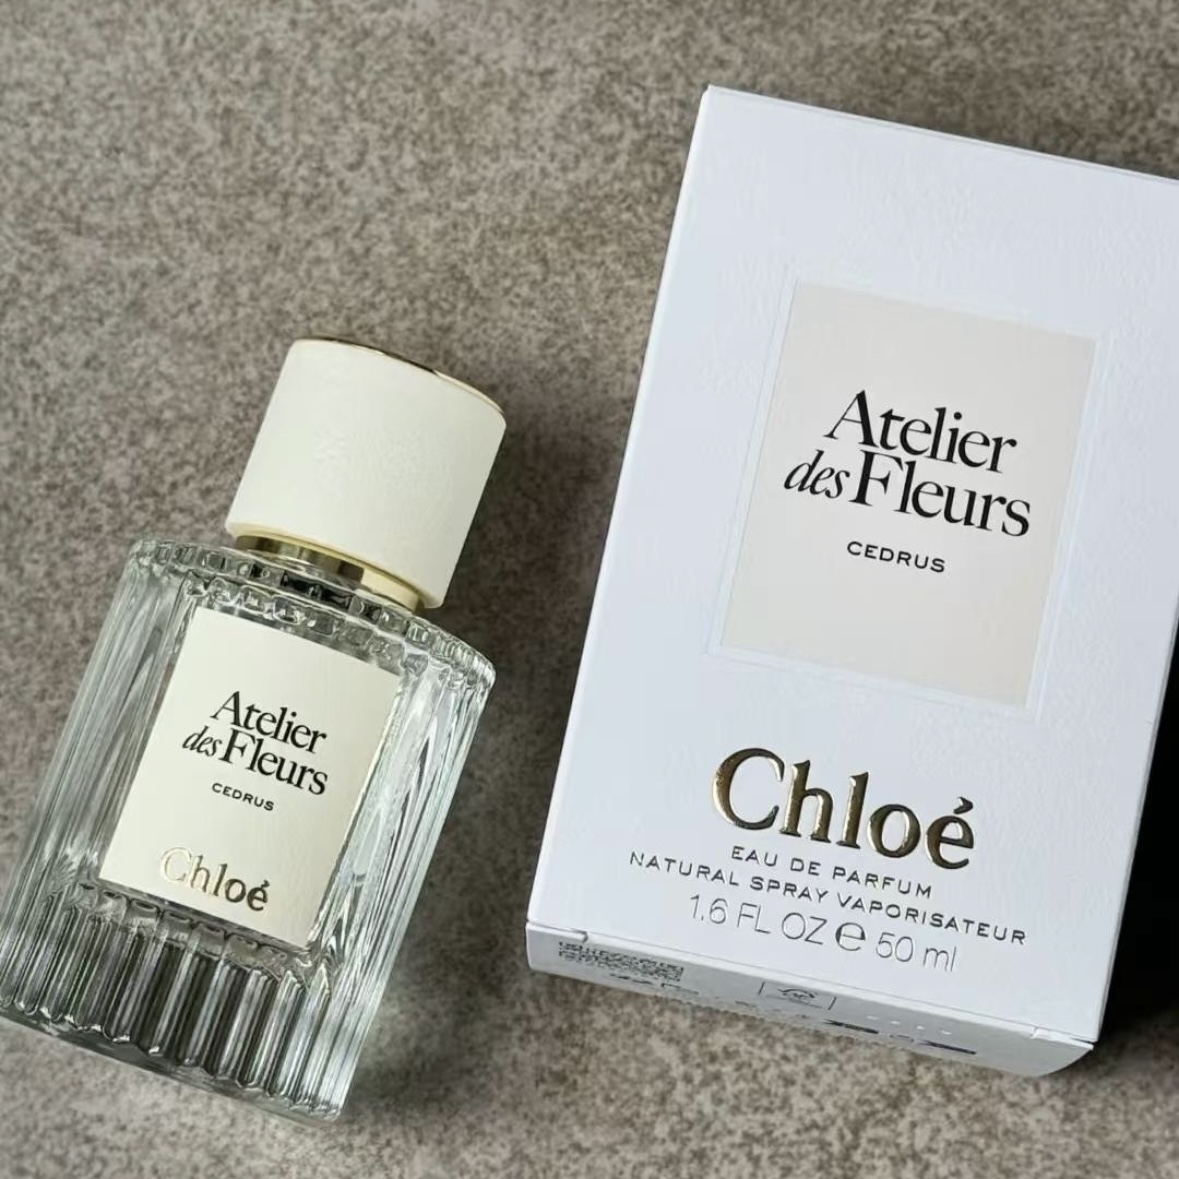 Atelier
des Fleurs
CEDRUS
Chloé
Atelier
des Fleurs
CEDRUS
Chloé
EAU DE PARFUM
NATURAL SPRAY VAPORISATEUR
1.6 FL OZ ℮ 50 ml